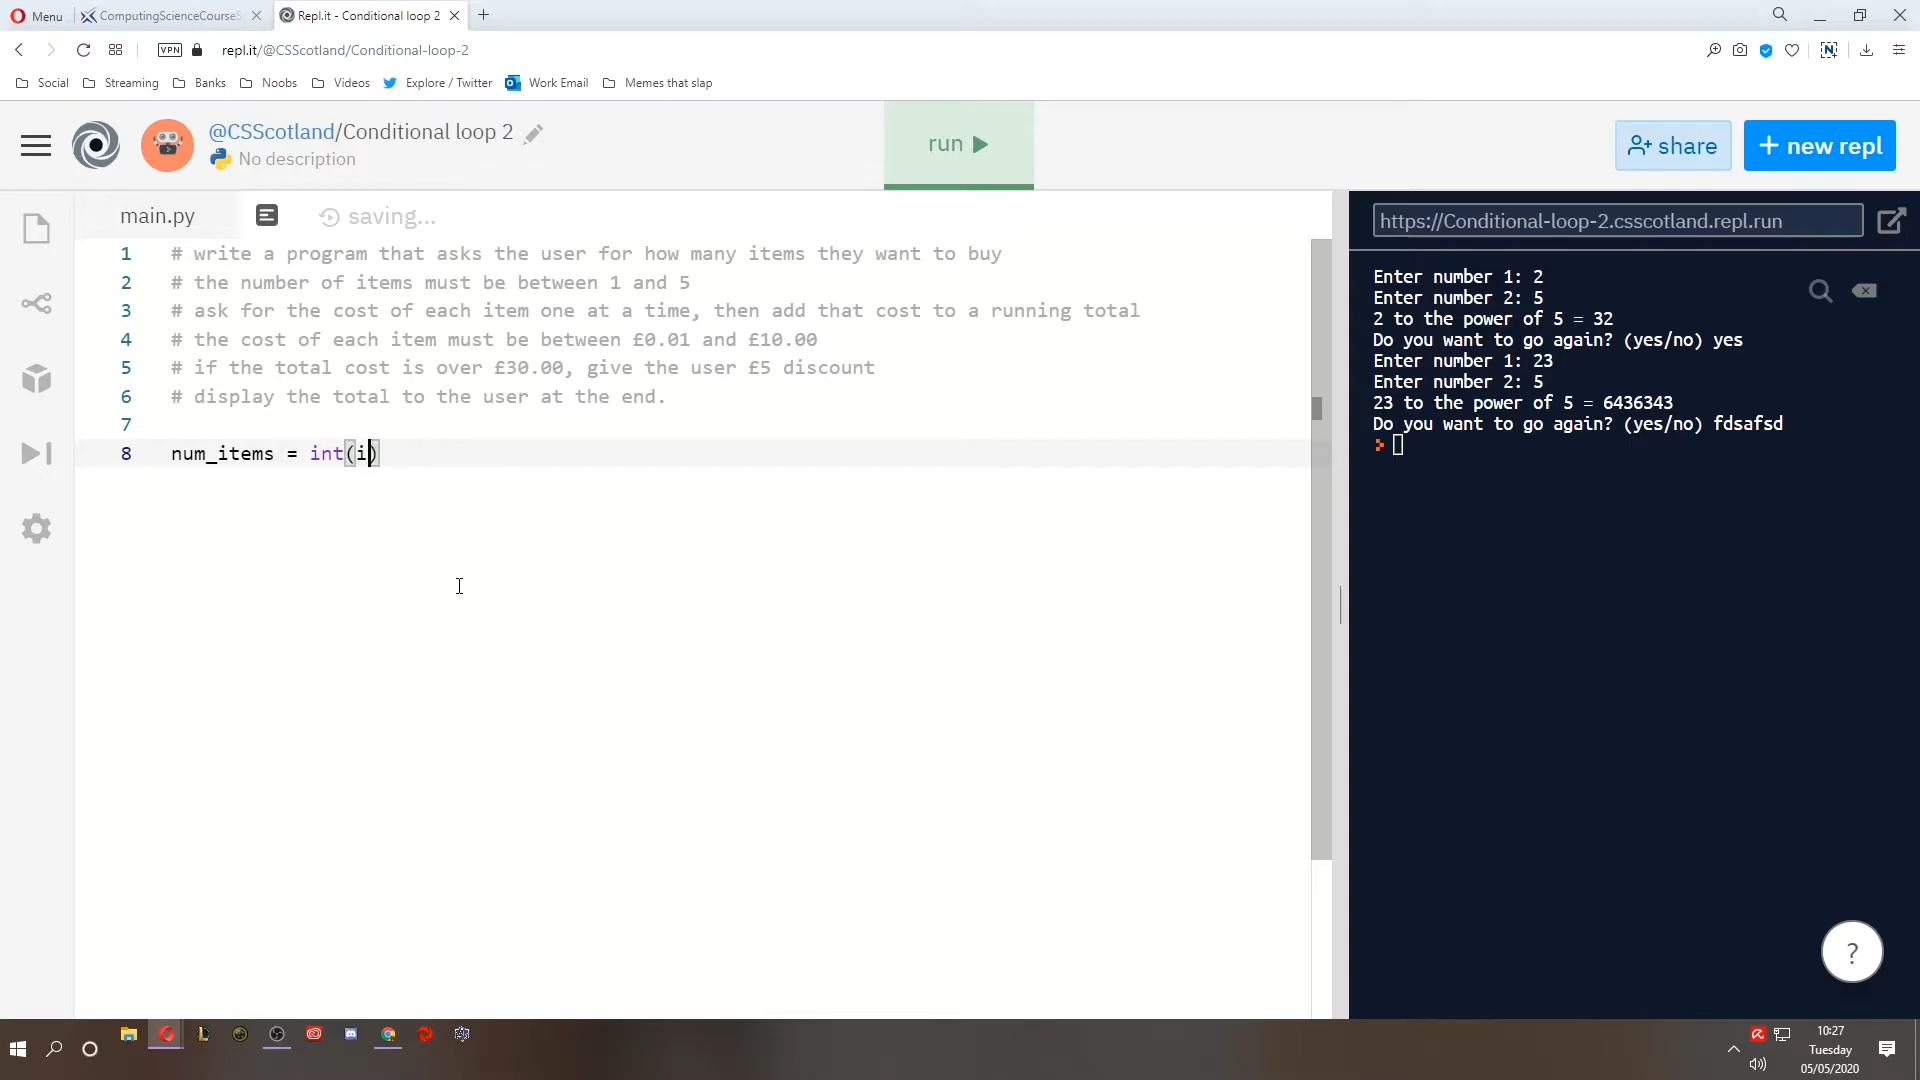 Menu ComputingScienceCourseS Repl.it - Conditional loop 2
VPN repl.it/@CSScotland/Conditional-loop-2
Social Streaming Banks Noobs Videos Explore / Twitter Work Email Memes that slap
@CSScotland/Conditional loop 2
No description
run
share
+ new repl
main.py saving...
https://Conditional-loop-2.csscotland.repl.run
1 # write a program that asks the user for how many items they want to buy
2 # the number of items must be between 1 and 5
3 # ask for the cost of each item one at a time, then add that cost to a running total
4 # the cost of each item must be between £0.01 and £10.00
5 # if the total cost is over £30.00, give the user £5 discount
6 # display the total to the user at the end.
7
8 num_items = int(i)
Enter number 1: 2
Enter number 2: 5
2 to the power of 5 = 32
Do you want to go again? (yes/no) yes
Enter number 1: 23
Enter number 2: 5
23 to the power of 5 = 6436343
Do you want to go again? (yes/no) fdsafsd
?
10:27
Tuesday
05/05/2020